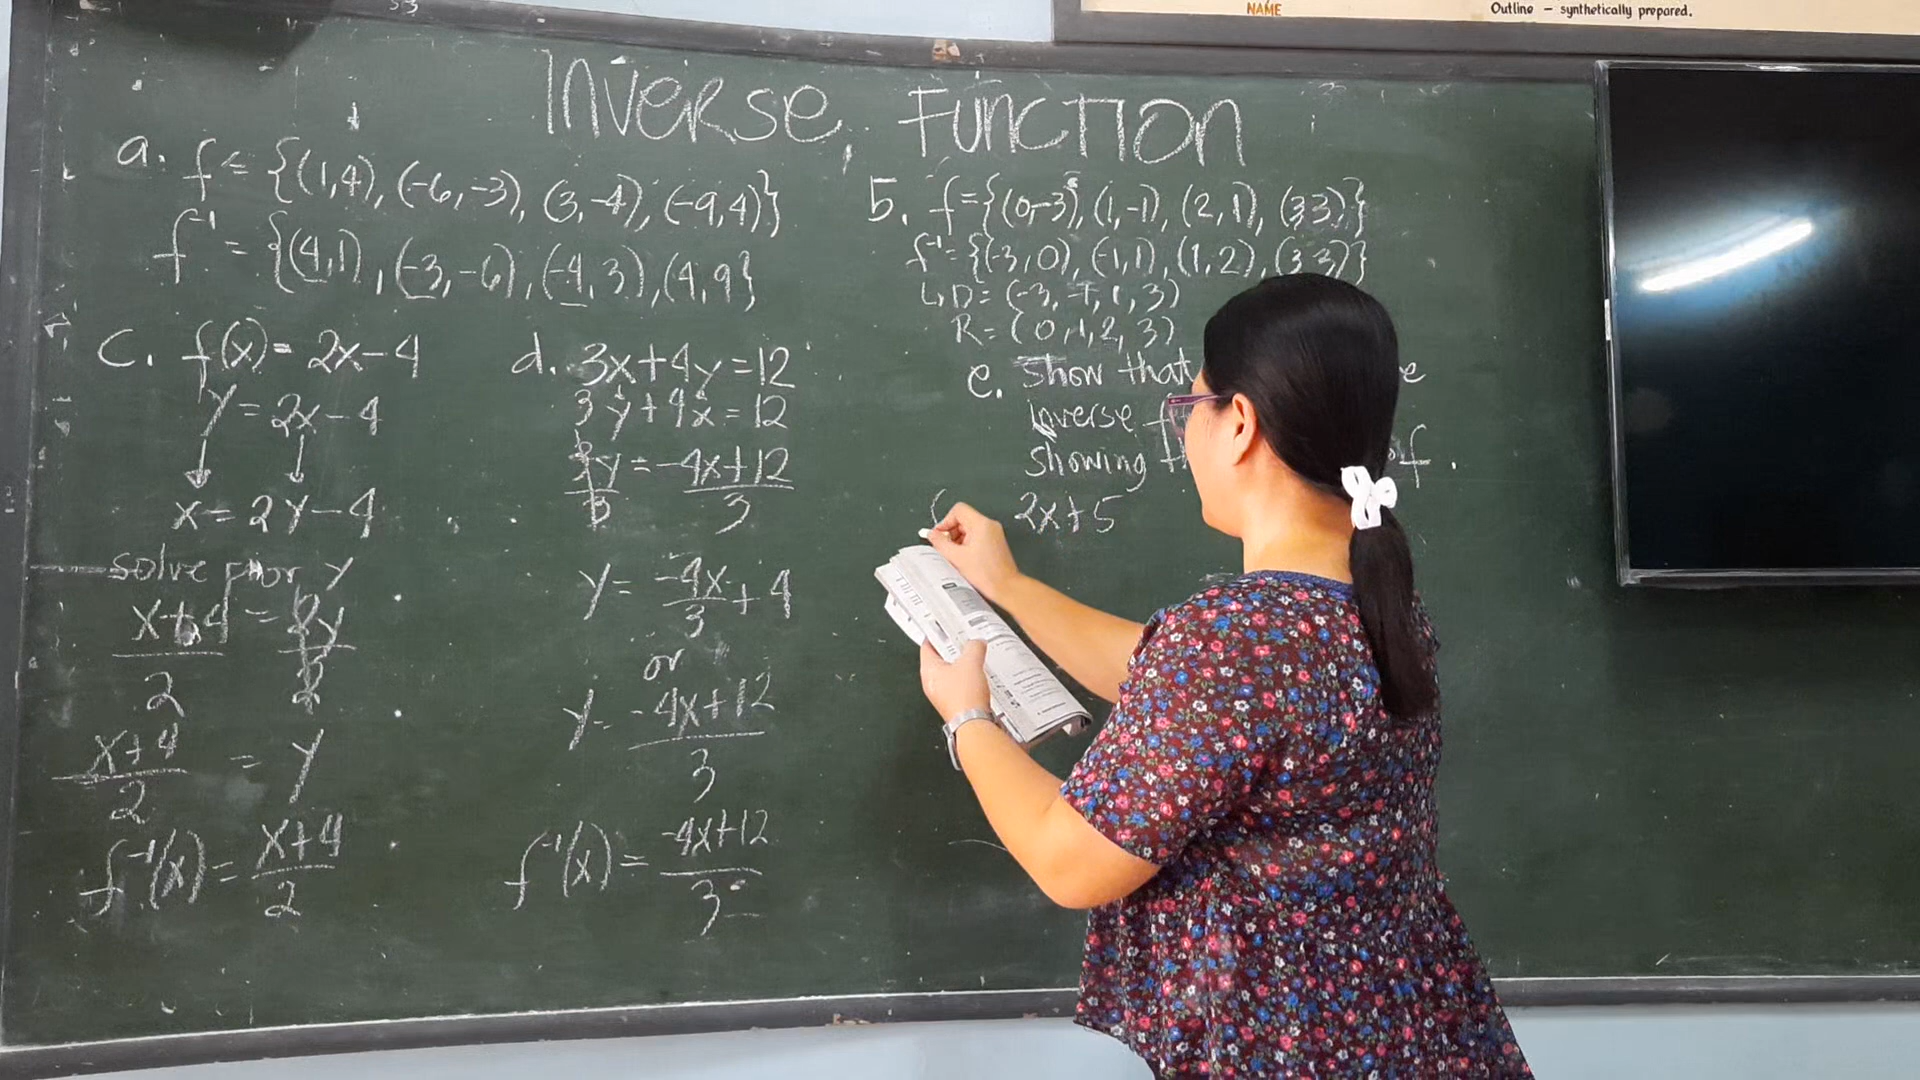 NAME
Outline – synthetically prepared.
Inverse Function
a. f = {(1,4), (-6,-3), (3,-4), (-9,4)}
f⁻¹ = {(4,1), (-3,-6), (-4,3), (4,9)}
5. f={(0,-3), (1,-1), (2,1), (3,3)}
f⁻¹={(-3,0), (-1,1), (1,2), (3,3)}
↳ D= (-3, -1, 1, 3)
R= (0, 1, 2, 3)
c. f(x) = 2x-4
y = 2x-4
x = 2y-4
solve for y
x+4/2 = 2y/2
x+4/2 = y
f⁻¹(x) = x+4/2
d. 3x+4y=12
3y+4x=12
3y/3 = -4x+12/3
y = -4x/3 + 4
or
y = -4x+12/3
f⁻¹(x) = -4x+12/3
e. Show that
inverse
showing f.
2x+5